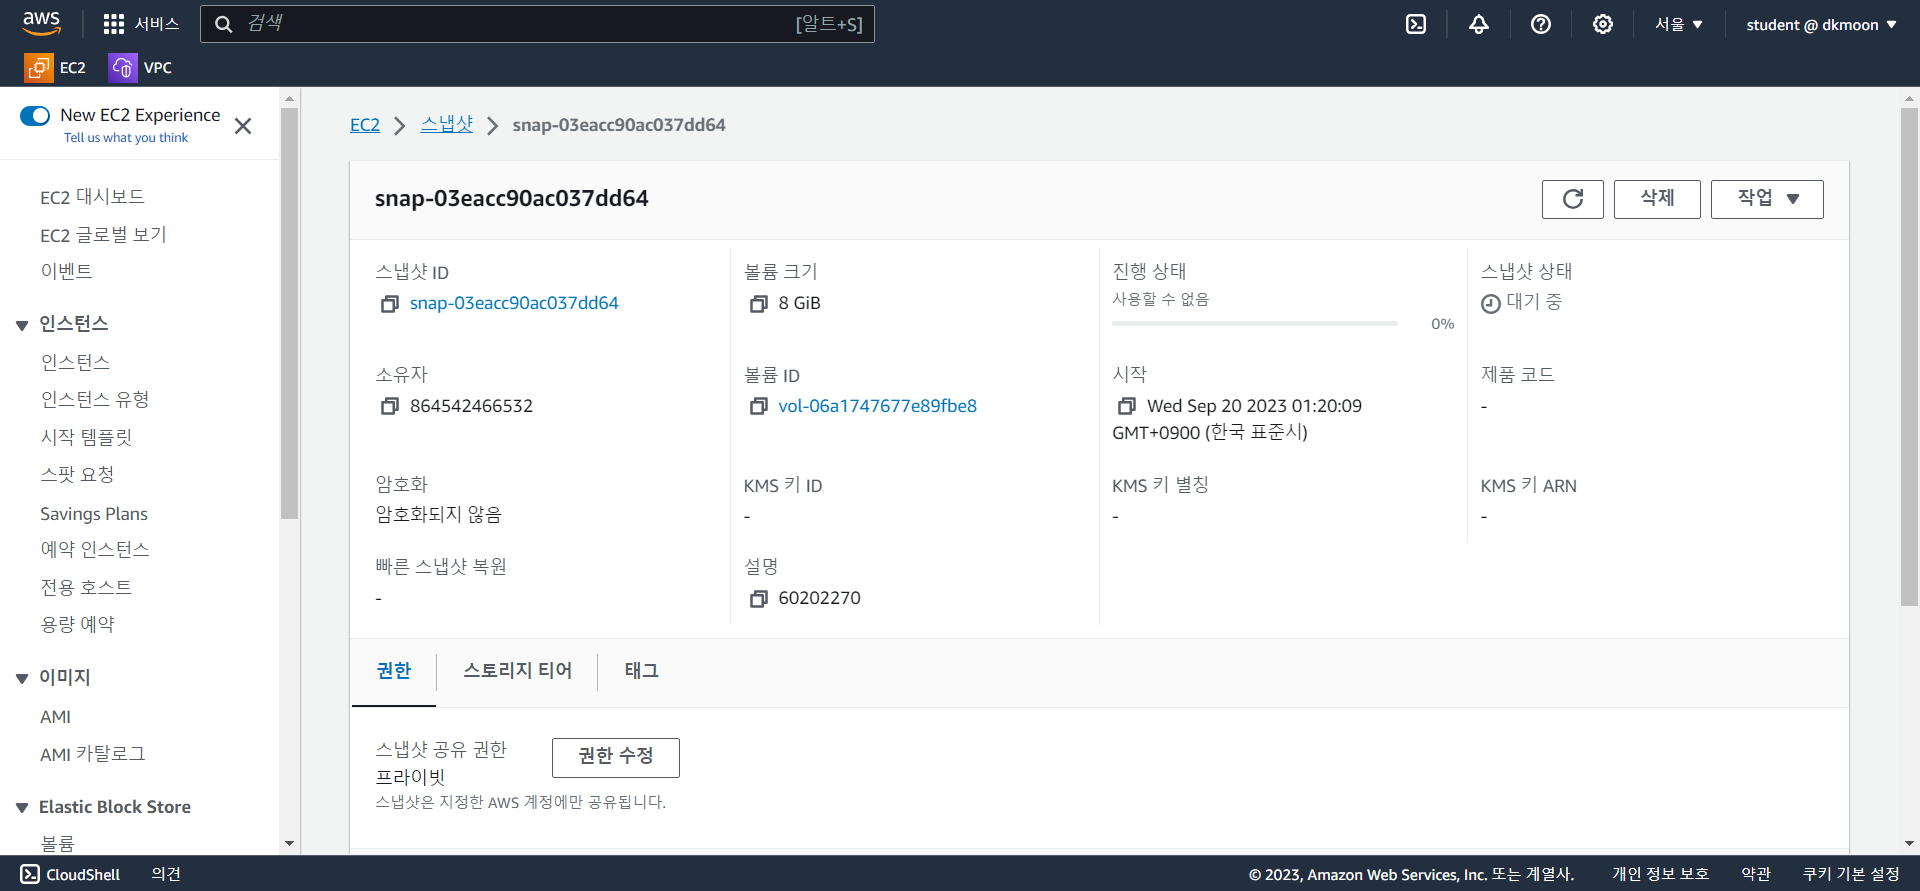 aws
서비스
검색
[알트+S]
서울 ▼
student @ dkmoon ▼
EC2
VPC
New EC2 Experience
Tell us what you think
EC2 대시보드
EC2 글로벌 보기
이벤트
▼ 인스턴스
인스턴스
인스턴스 유형
시작 템플릿
스팟 요청
Savings Plans
예약 인스턴스
전용 호스트
용량 예약
▼ 이미지
AMI
AMI 카탈로그
▼ Elastic Block Store
볼륨
EC2 > 스냅샷 > snap-03eacc90ac037dd64
snap-03eacc90ac037dd64
삭제
작업 ▼
스냅샷 ID
snap-03eacc90ac037dd64
볼륨 크기
8 GiB
진행 상태
사용할 수 없음
0%
스냅샷 상태
대기 중
소유자
864542466532
볼륨 ID
vol-06a1747677e89fbe8
시작
Wed Sep 20 2023 01:20:09
GMT+0900 (한국 표준시)
제품 코드
-
암호화
암호화되지 않음
KMS 키 ID
-
KMS 키 별칭
-
KMS 키 ARN
-
빠른 스냅샷 복원
-
설명
60202270
권한
스토리지 티어
태그
스냅샷 공유 권한
프라이빗
스냅샷은 지정한 AWS 계정에만 공유됩니다.
권한 수정
CloudShell
의견
© 2023, Amazon Web Services, Inc. 또는 계열사.
개인 정보 보호
약관
쿠키 기본 설정